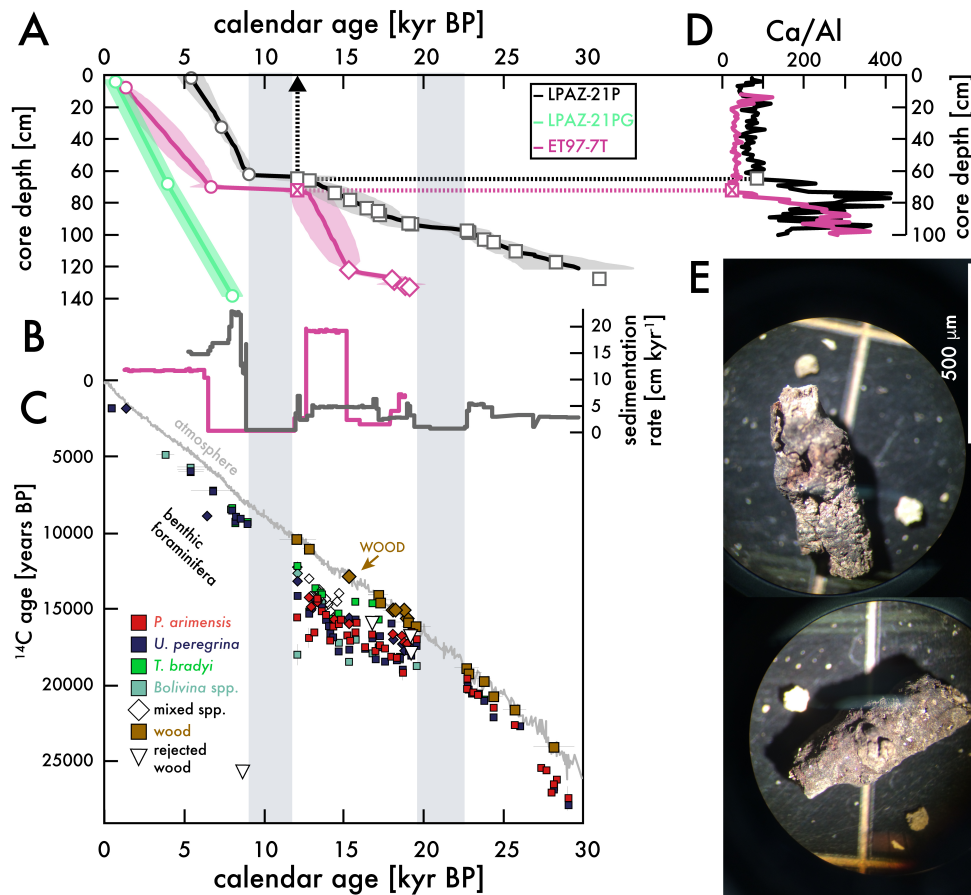 A
calendar age [kyr BP]
0 5 10 15 20 25 30
core depth [cm]
0
20
40
60
80
100
120
140
LPAZ-21P
LPAZ-21PG
ET97-7T
D
Ca/Al
0 200 400
0
20
40
60
80
100
core depth [cm]
B
20
15
10
5
0
sedimentation
rate [cm kyr⁻¹]
C
0
5000
10000
15000
20000
25000
¹⁴C age [years BP]
atmosphere
benthic
foraminifera
WOOD
P. arimensis
U. peregrina
T. bradyi
Bolivina spp.
mixed spp.
wood
rejected
wood
0 5 10 15 20 25 30
calendar age [kyr BP]
E
500 µm